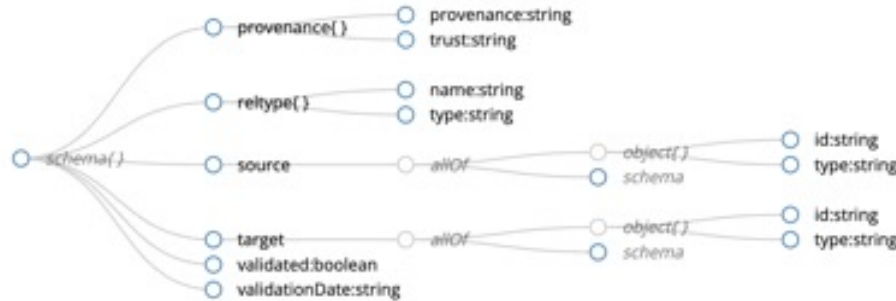 provenance{ }
provenance:string
trust:string
reltype{ }
name:string
type:string
schema{ }
source
allOf
object{ }
id:string
type:string
schema
target
allOf
object{ }
id:string
type:string
schema
validated:boolean
validationDate:string